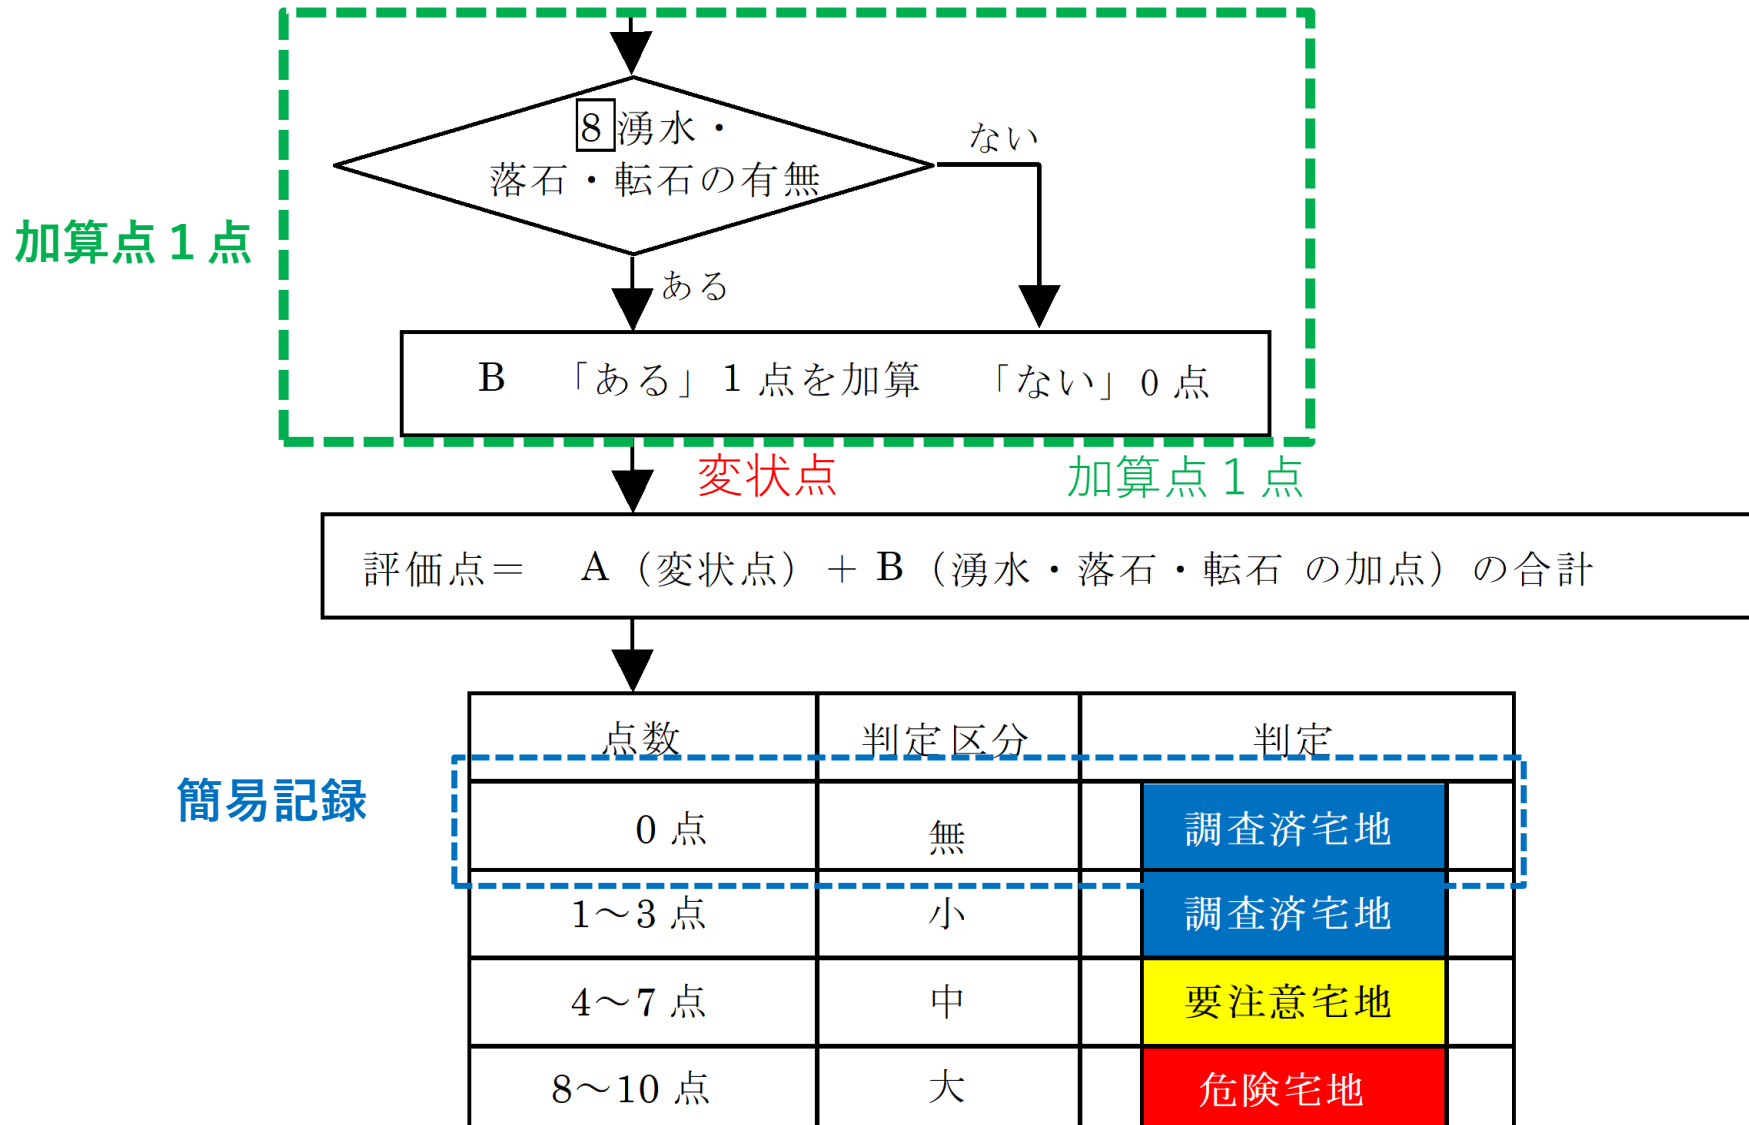 8 湧水・
落石・転石の有無
ない
加算点１点
ある
B 「ある」1 点を加算 「ない」0 点
変状点 加算点１点
評価点＝ A（変状点）＋ B（湧水・落石・転石 の加点）の合計
点数 判定区分 判定
簡易記録
0 点 無 調査済宅地
1～3 点 小 調査済宅地
4～7 点 中 要注意宅地
8～10 点 大 危険宅地